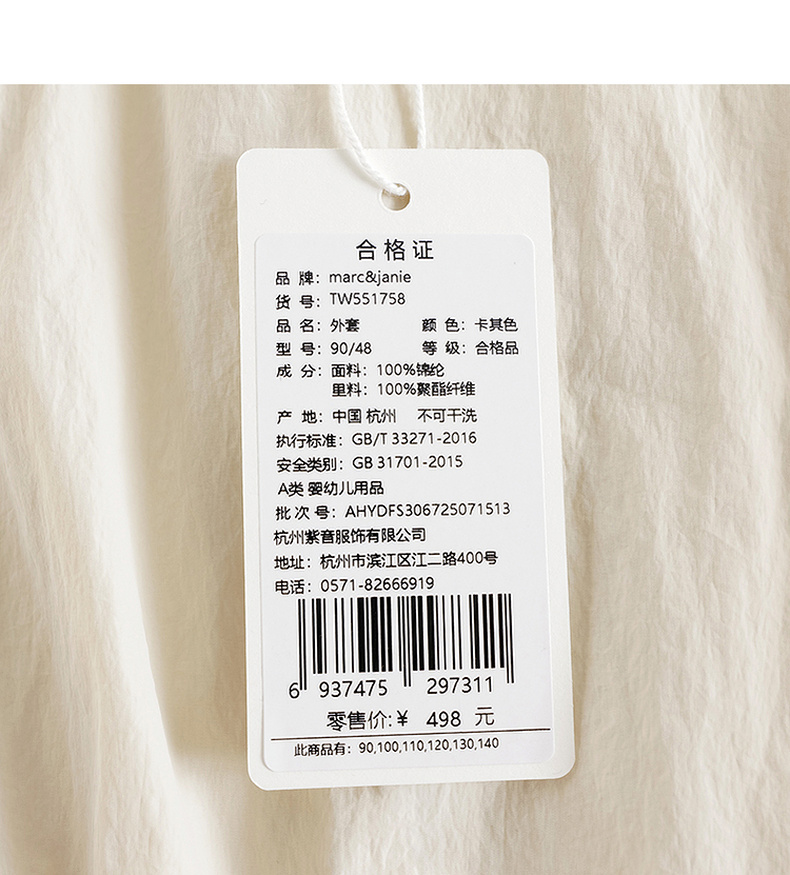 合格证
品 牌：marc&janie
货 号：TW551758
品 名：外套 颜 色：卡其色
型 号：90/48 等 级：合格品
成 分：面料：100%锦纶
里料：100%聚酯纤维
产 地：中国 杭州 不可干洗
执行标准：GB/T 33271-2016
安全类别：GB 31701-2015
A类 婴幼儿用品
批 次 号：AHYDFS306725071513
杭州紫音服饰有限公司
地址：杭州市滨江区江二路400号
电话：0571-82666919
6 937475 297311
零售价:￥ 498 元
此商品有：90,100,110,120,130,140